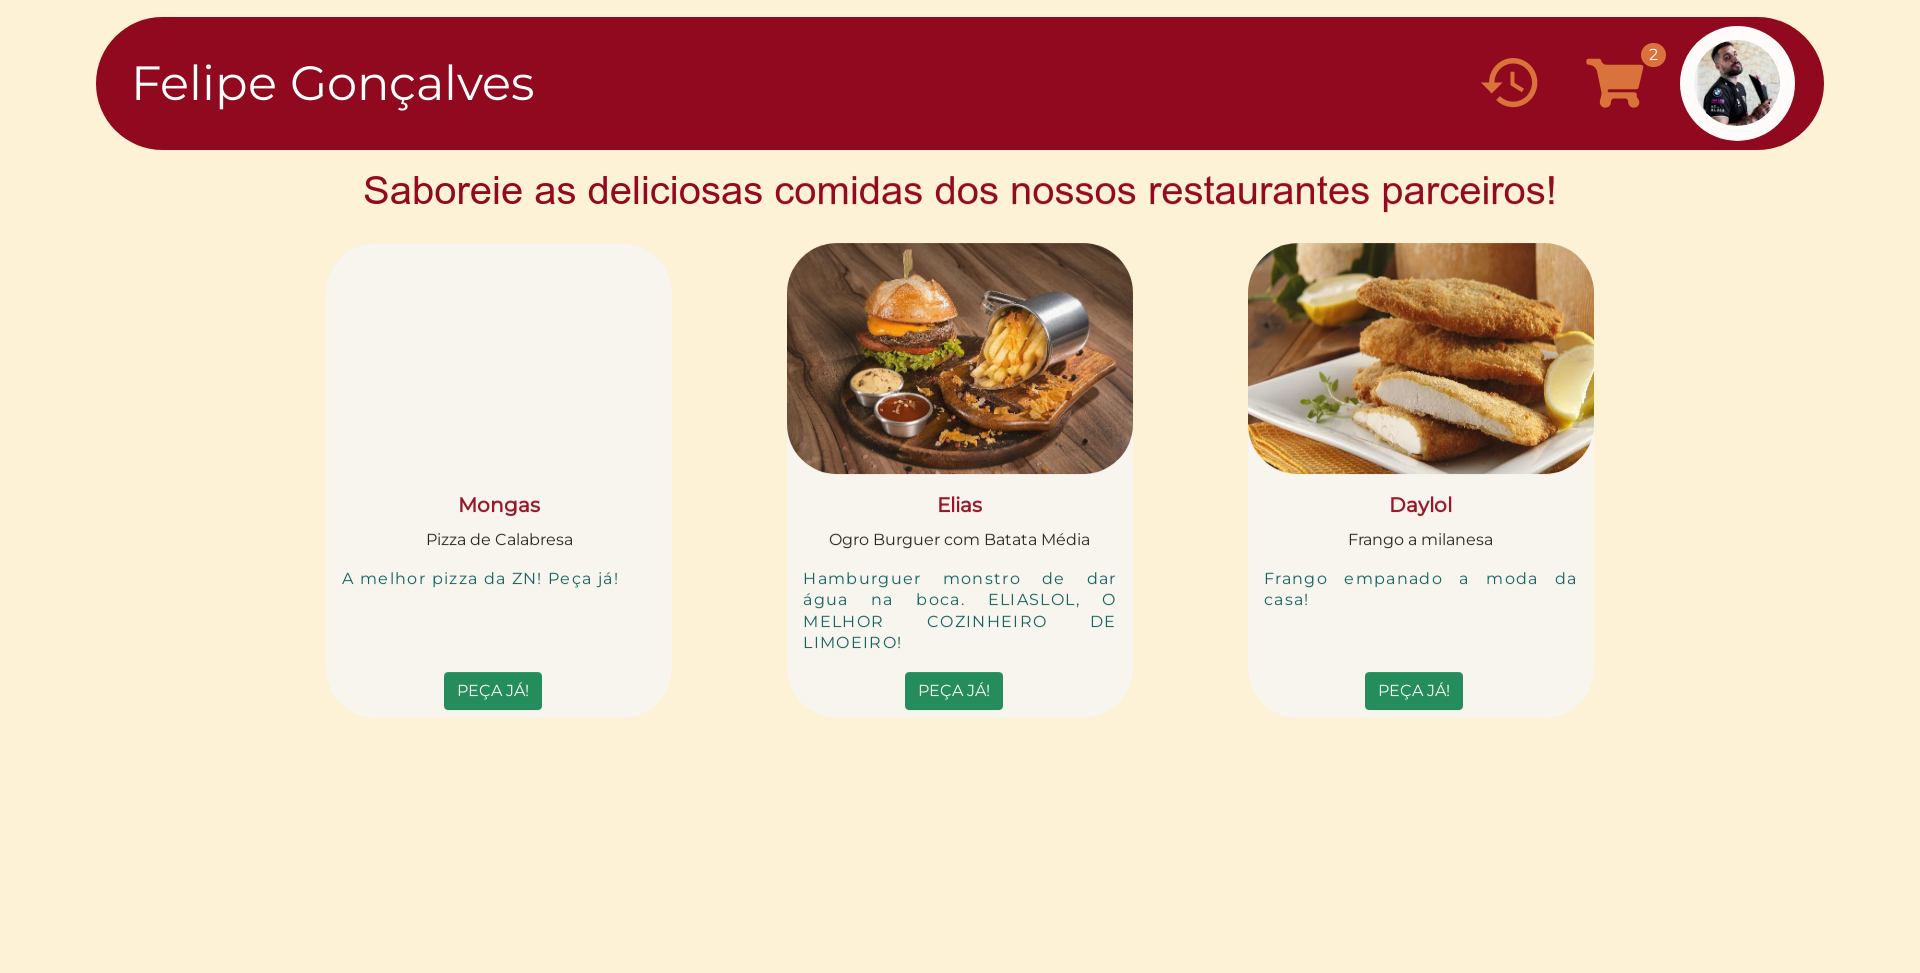 Felipe Gonçalves
2
Saboreie as deliciosas comidas dos nossos restaurantes parceiros!
Mongas
Pizza de Calabresa
A melhor pizza da ZN! Peça já!
PEÇA JÁ!
Elias
Ogro Burguer com Batata Média
Hamburguer monstro de dar
água na boca. ELIASLOL, O
MELHOR COZINHEIRO DE
LIMOEIRO!
PEÇA JÁ!
Daylol
Frango a milanesa
Frango empanado a moda da
casa!
PEÇA JÁ!